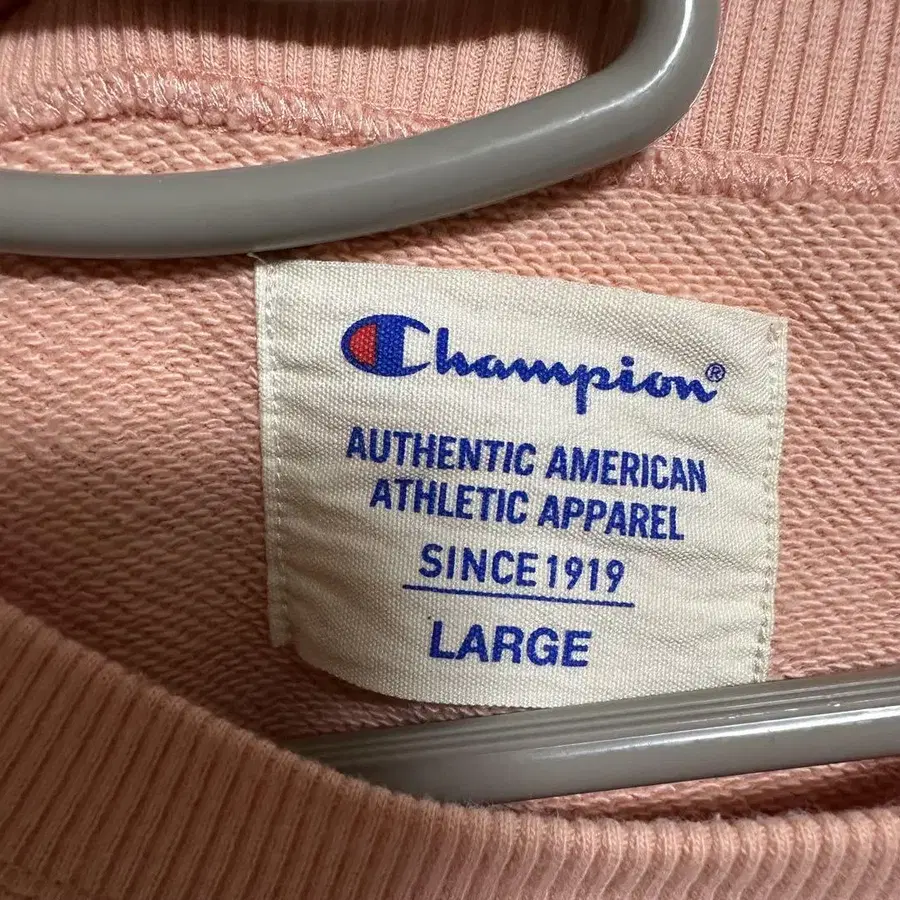 Champion®
AUTHENTIC AMERICAN
ATHLETIC APPAREL
SINCE 1919
LARGE